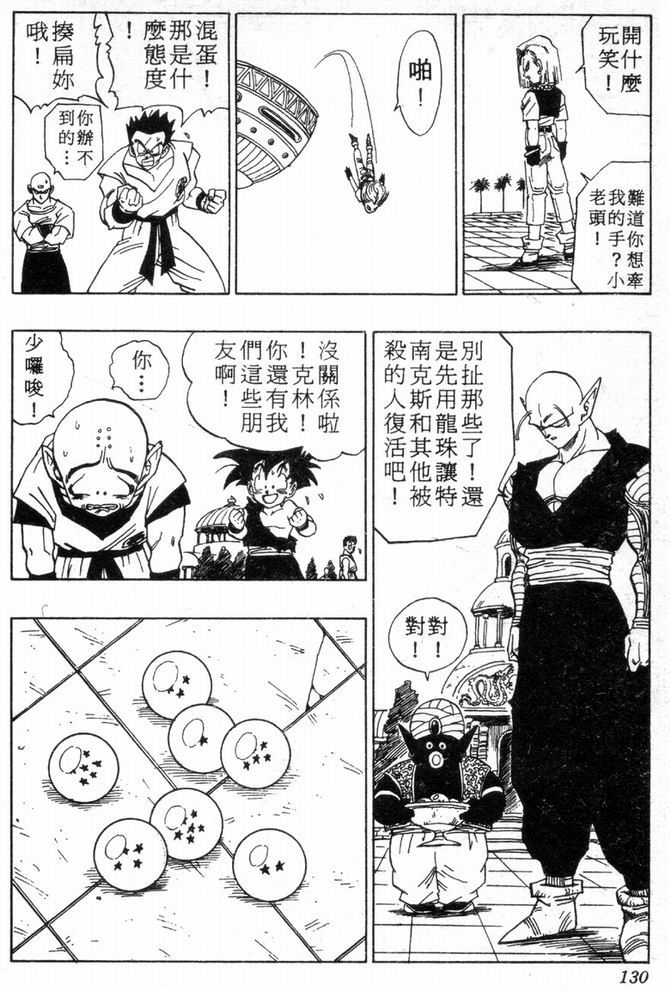 開什麼
玩笑！
難道你想牽
我的手？小
老頭！
啪！
混蛋！
那是什
麼態度
！
揍扁妳
哦！
你辦不
到的…
別扯那些了！還
是先用龍珠讓特
南克斯和其他被
殺的人復活吧！
對！
對！
沒關係啦
！克林！
你還有我
們這些朋
友啊！
你…
少囉唆！
130